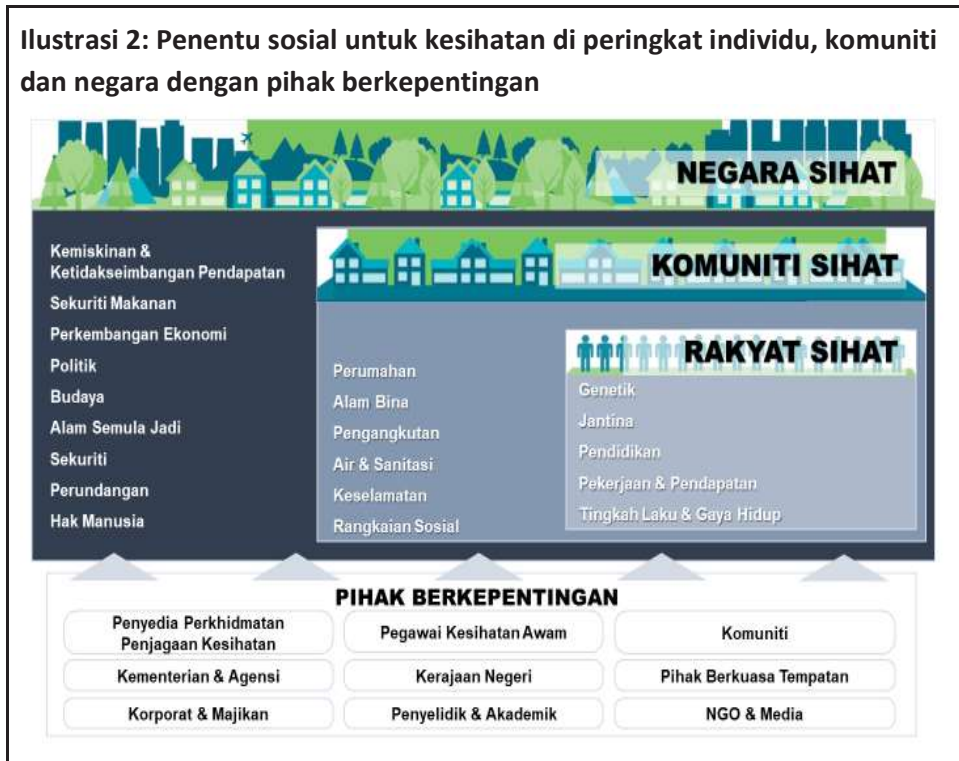 Ilustrasi 2: Penentu sosial untuk kesihatan di peringkat individu, komuniti
dan negara dengan pihak berkepentingan
NEGARA SIHAT
Kemiskinan &
Ketidakseimbangan Pendapatan
Sekuriti Makanan
Perkembangan Ekonomi
Politik
Budaya
Alam Semula Jadi
Sekuriti
Perundangan
Hak Manusia
KOMUNITI SIHAT
Perumahan
Alam Bina
Pengangkutan
Air & Sanitasi
Keselamatan
Rangkaian Sosial
RAKYAT SIHAT
Genetik
Jantina
Pendidikan
Pekerjaan & Pendapatan
Tingkah Laku & Gaya Hidup
PIHAK BERKEPENTINGAN
Penyedia Perkhidmatan
Penjagaan Kesihatan
Pegawai Kesihatan Awam
Komuniti
Kementerian & Agensi
Kerajaan Negeri
Pihak Berkuasa Tempatan
Korporat & Majikan
Penyelidik & Akademik
NGO & Media